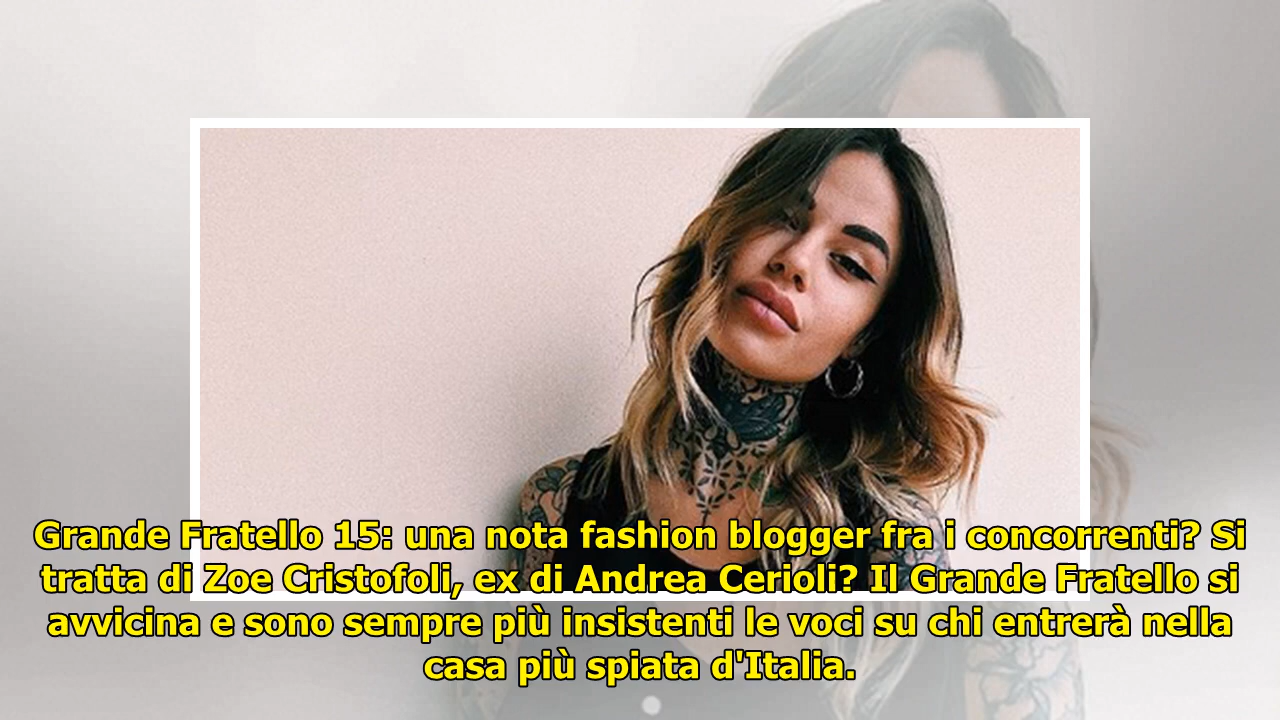 Grande Fratello 15: una nota fashion blogger fra i concorrenti? Si
tratta di Zoe Cristofoli, ex di Andrea Cerioli? Il Grande Fratello si
avvicina e sono sempre più insistenti le voci su chi entrerà nella
casa più spiata d'Italia.